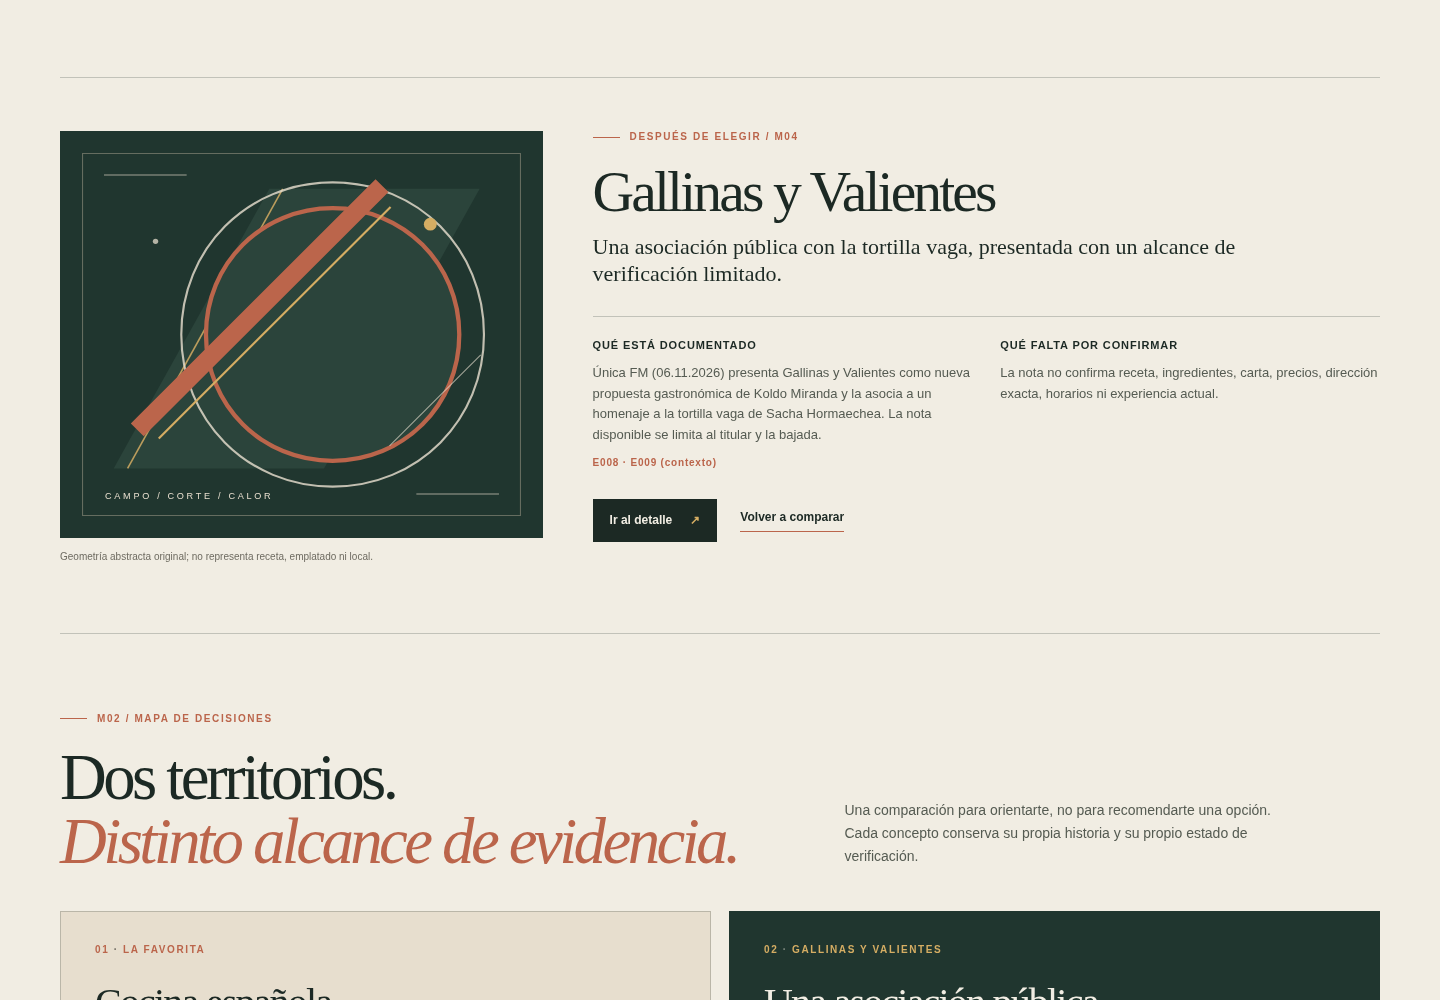 CAMPO / CORTE / CALOR
Geometría abstracta original; no representa receta, emplatado ni local.
DESPUÉS DE ELEGIR / M04
Gallinas y Valientes
Una asociación pública con la tortilla vaga, presentada con un alcance de
verificación limitado.
QUÉ ESTÁ DOCUMENTADO
Única FM (06.11.2026) presenta Gallinas y Valientes como nueva
propuesta gastronómica de Koldo Miranda y la asocia a un
homenaje a la tortilla vaga de Sacha Hormaechea. La nota
disponible se limita al titular y la bajada.
E008 · E009 (contexto)
QUÉ FALTA POR CONFIRMAR
La nota no confirma receta, ingredientes, carta, precios, dirección
exacta, horarios ni experiencia actual.
Ir al detalle ↗
Volver a comparar
M02 / MAPA DE DECISIONES
Dos territorios.
Distinto alcance de evidencia.
Una comparación para orientarte, no para recomendarte una opción.
Cada concepto conserva su propia historia y su propio estado de
verificación.
01 · LA FAVORITA
Cocina española
02 · GALLINAS Y VALIENTES
Una asociación pública